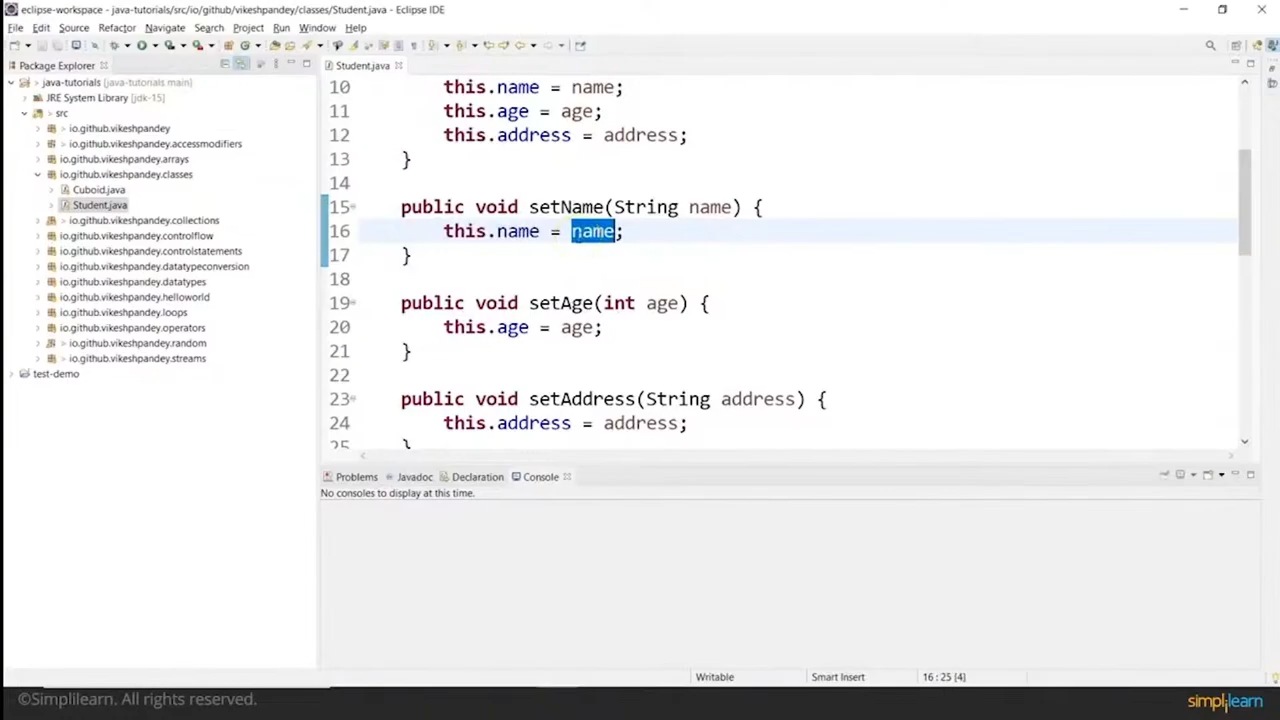 eclipse-workspace - java-tutorials/src/io/github/vikeshpandey/classes/Student.java - Eclipse IDE
File Edit Source Refactor Navigate Search Project Run Window Help
Package Explorer
Student.java
java-tutorials (java-tutorials main)
JRE System Library [jdk-15]
src
io.github.vikeshpandey
io.github.vikeshpandey.accessmodifiers
io.github.vikeshpandey.arrays
io.github.vikeshpandey.classes
Cuboid.java
Student.java
io.github.vikeshpandey.collections
io.github.vikeshpandey.controlflow
io.github.vikeshpandey.controlstatements
io.github.vikeshpandey.datatypeconversion
io.github.vikeshpandey.datatypes
io.github.vikeshpandey.helloworld
io.github.vikeshpandey.loops
io.github.vikeshpandey.operators
io.github.vikeshpandey.random
io.github.vikeshpandey.streams
test-demo
10 this.name = name;
11 this.age = age;
12 this.address = address;
13 }
14
15 public void setName(String name) {
16 this.name = name;
17 }
18
19 public void setAge(int age) {
20 this.age = age;
21 }
22
23 public void setAddress(String address) {
24 this.address = address;
25 }
Problems Javadoc Declaration Console
No consoles to display at this time.
Writable Smart Insert 16 : 25 [4]
©Simplilearn. All rights reserved.
simplilearn